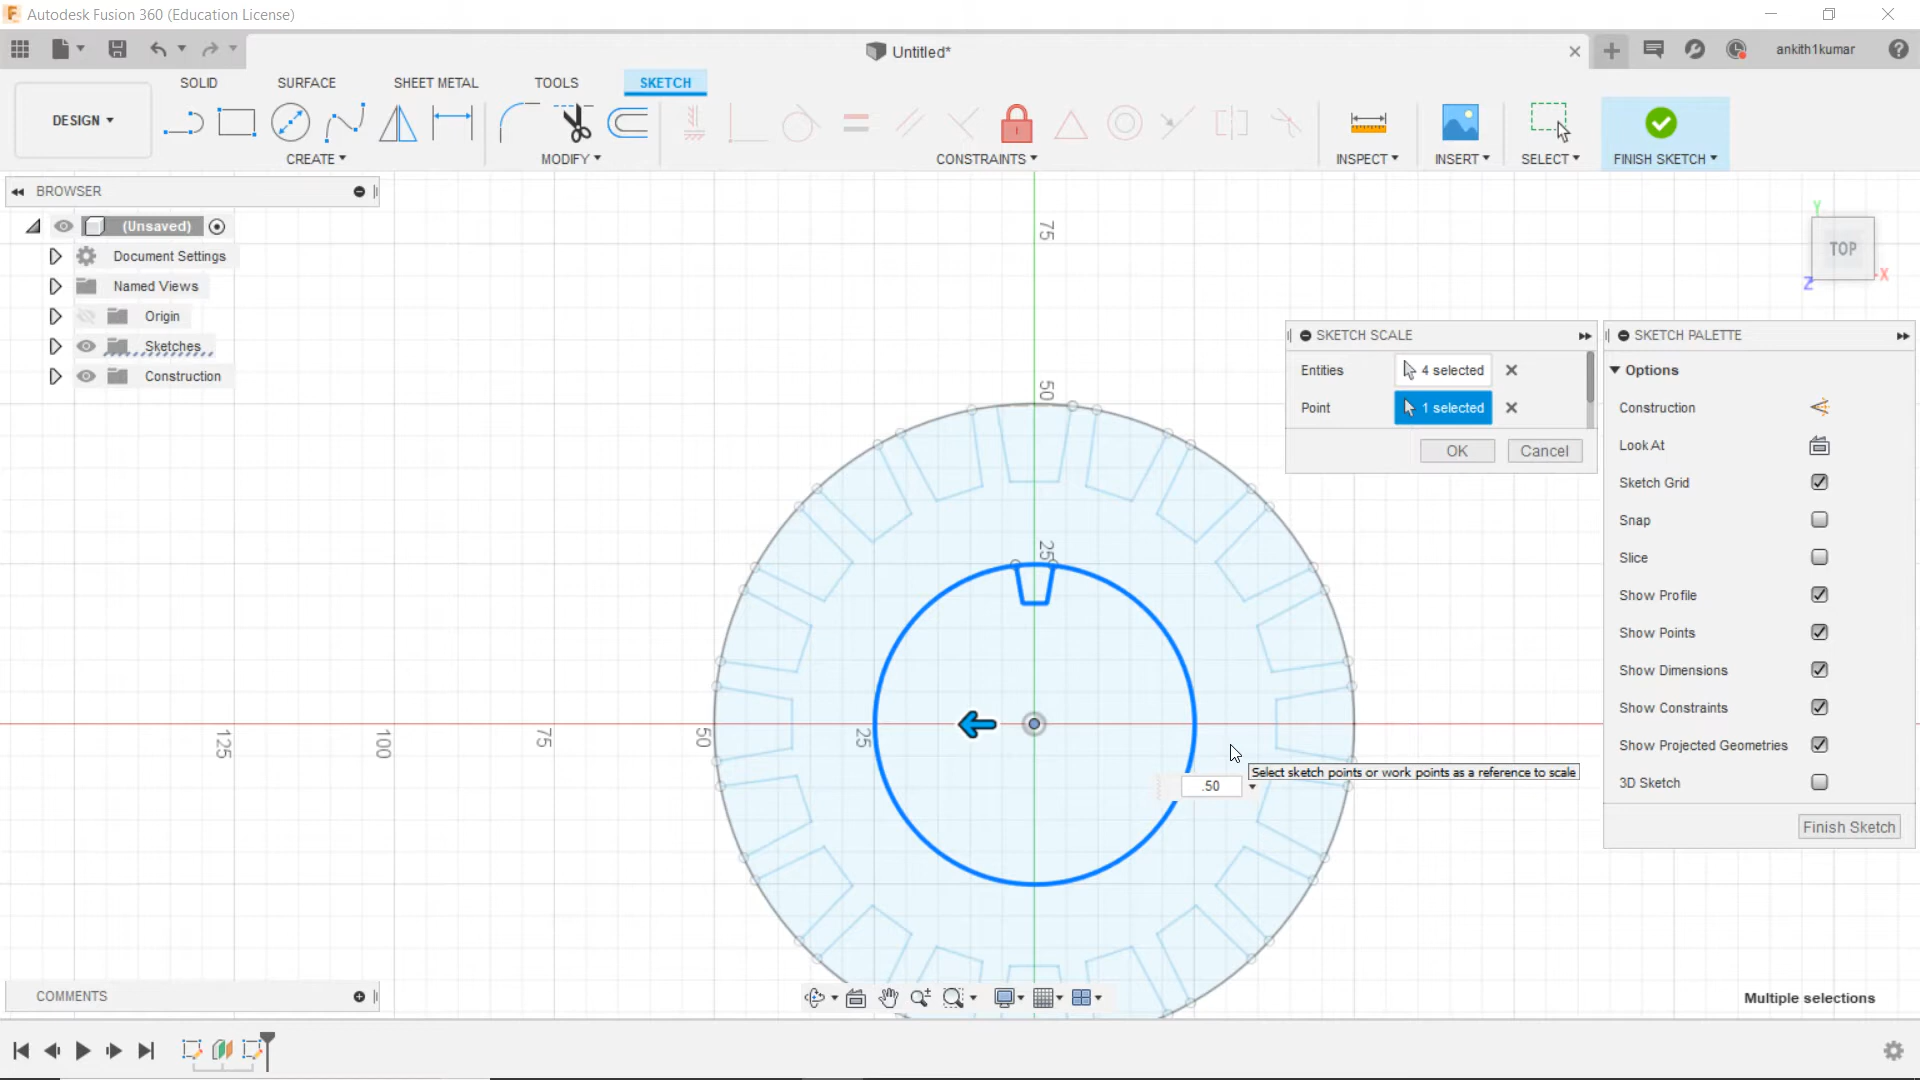 Autodesk Fusion 360 (Education License)
Untitled*
ankith1kumar
SOLID
SURFACE
SHEET METAL
TOOLS
SKETCH
DESIGN
CREATE
MODIFY
CONSTRAINTS
INSPECT
INSERT
SELECT
FINISH SKETCH
BROWSER
(Unsaved)
Document Settings
Named Views
Origin
Sketches
Construction
75
50
25
125
100
75
50
25
Y
TOP
X
Z
SKETCH SCALE
Entities
4 selected
Point
1 selected
OK
Cancel
SKETCH PALETTE
Options
Construction
Look At
Sketch Grid
Snap
Slice
Show Profile
Show Points
Show Dimensions
Show Constraints
Show Projected Geometries
3D Sketch
Finish Sketch
Select sketch points or work points as a reference to scale
.50
COMMENTS
Multiple selections